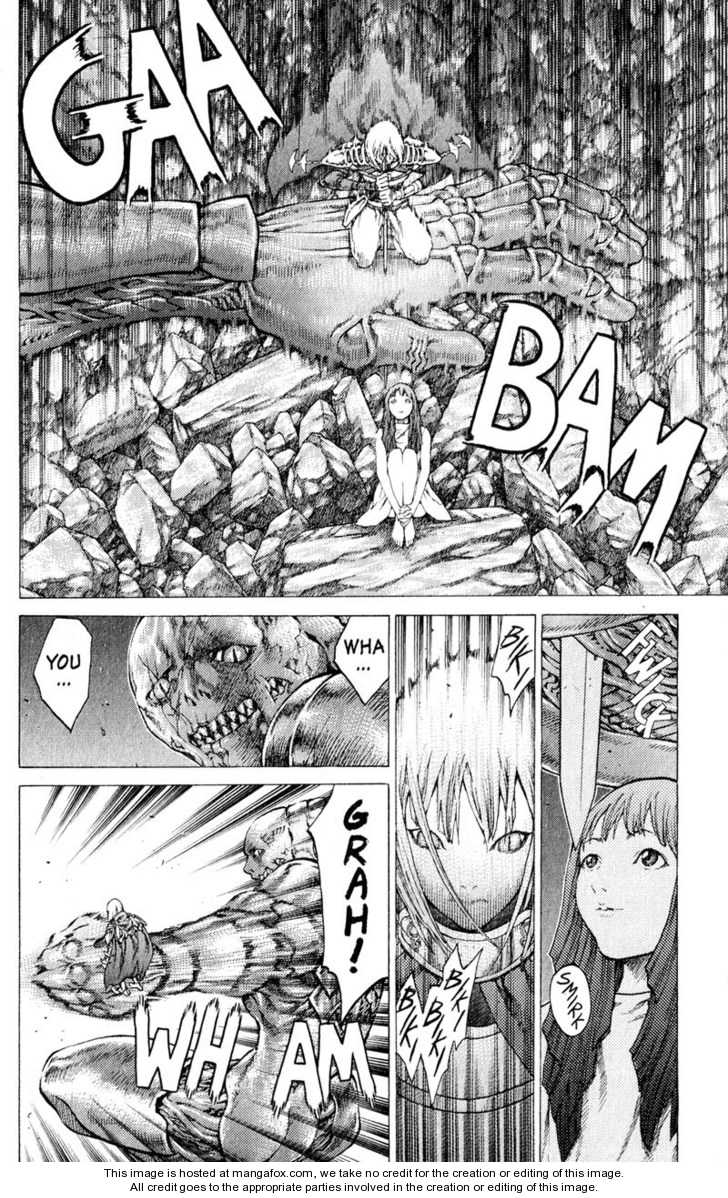 GAA
BAM
FWICK
SMIRK
BIKI
BIKI
BIKI
BIKI
WHA
...
YOU
...
GRAH!
WHAM
This image is hosted at mangafox.com, we take no credit for the creation or editing of this image.
All credit goes to the appropriate parties involved in the creation or editing of this image.